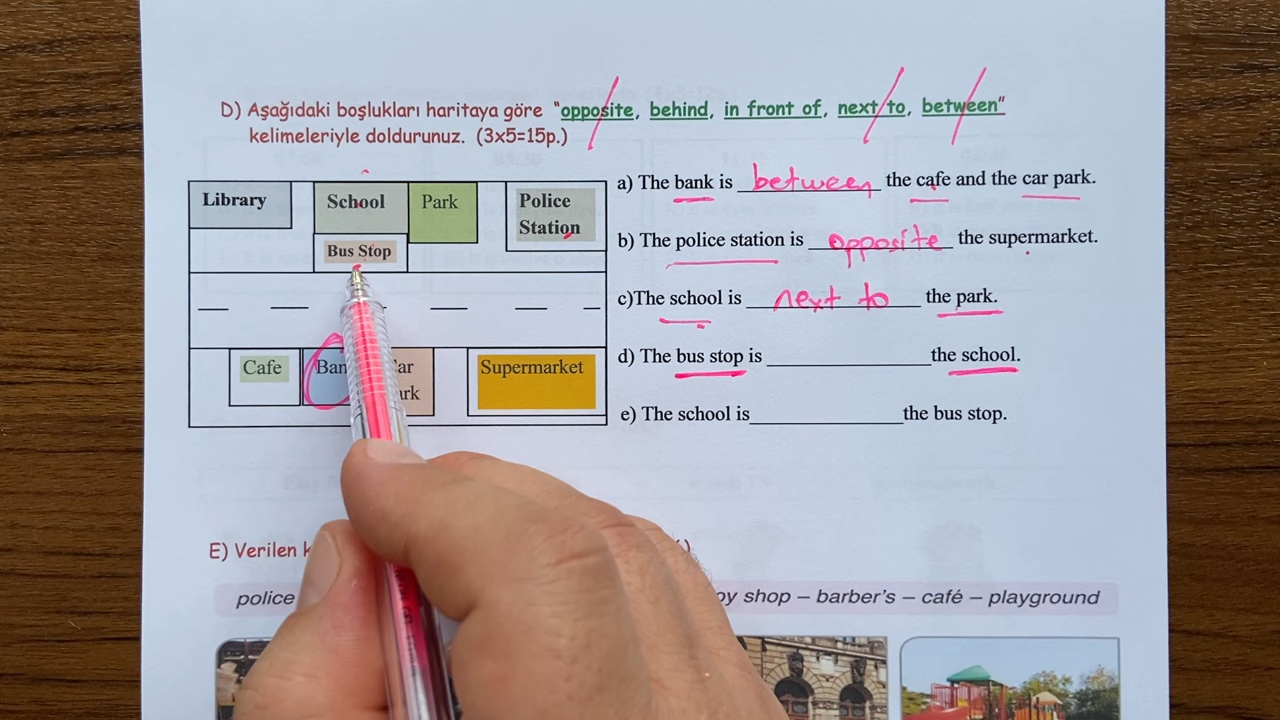 D) Aşağıdaki boşlukları haritaya göre "opposite, behind, in front of, next to, between"
kelimeleriyle doldurunuz. (3x5=15p.)
Library
School
Park
Police
Station
Bus Stop
Cafe
Supermarket
a) The bank is between the cafe and the car park.
b) The police station is opposite the supermarket.
c)The school is next to the park.
d) The bus stop is ______________ the school.
e) The school is ______________ the bus stop.
E) Verilen
police
shop – barber's – café – playground